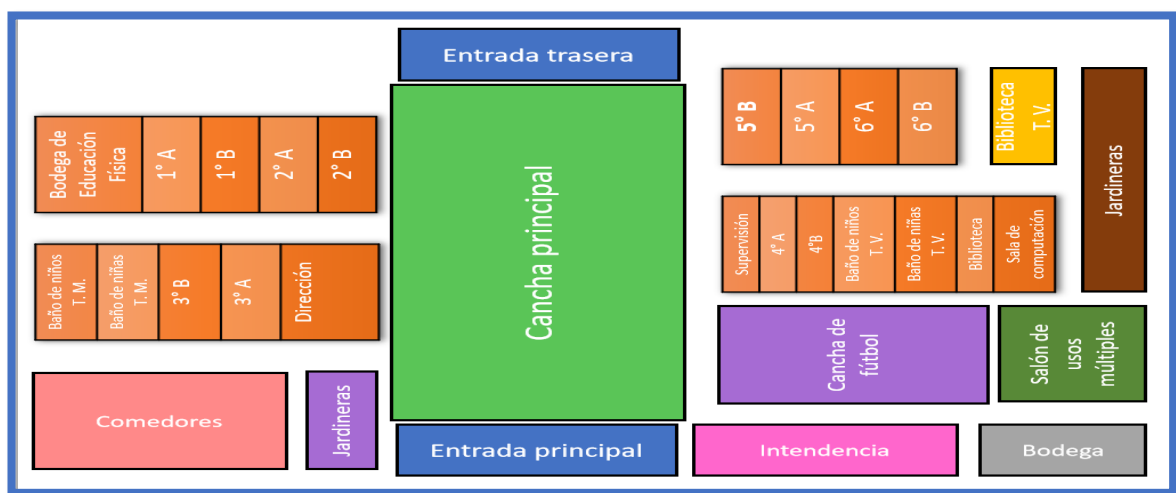 Entrada trasera
Bodega de
Educación
Física
1° A
1° B
2° A
2° B
Baño de niños
T. M.
Baño de niñas
T. M.
3° B
3° A
Dirección
Comedores
Jardineras
Cancha principal
Entrada principal
5° B
5° A
6° A
6° B
Biblioteca
T. V.
Jardineras
Supervisión
4° A
4°B
Baño de niños
T. V.
Baño de niñas
T. V.
Biblioteca
Sala de
computación
Cancha de
fútbol
Salón de
usos
múltiples
Intendencia
Bodega